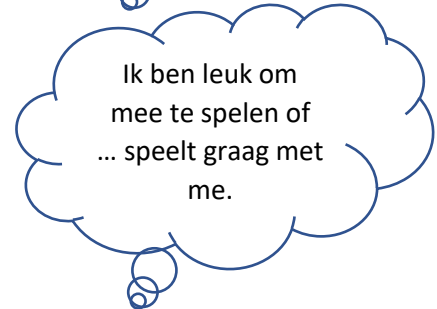 Ik ben leuk om
mee te spelen of
… speelt graag met
me.